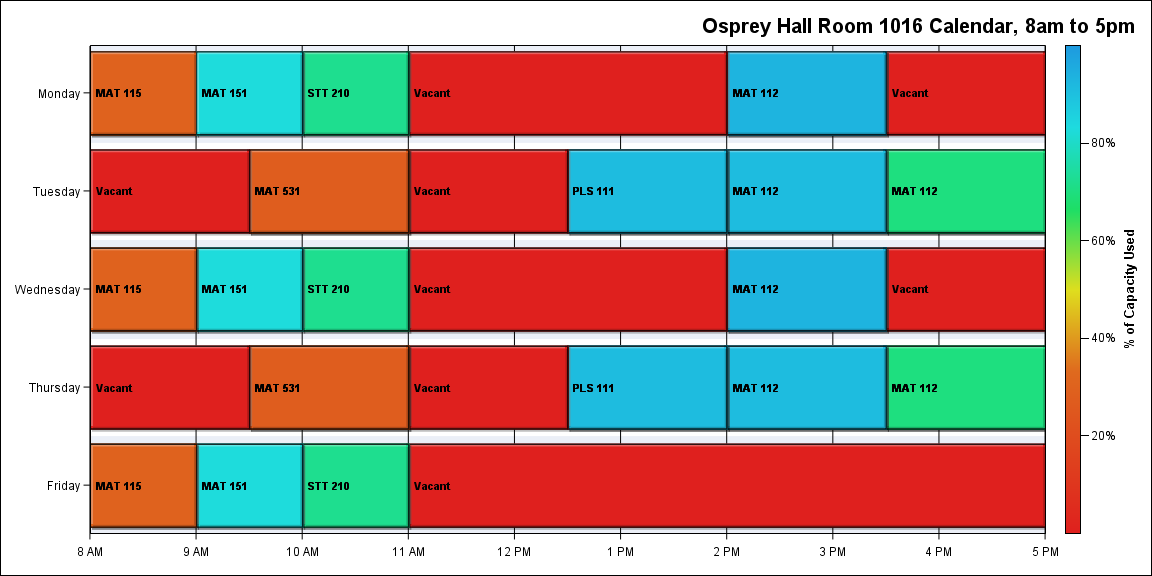 Osprey Hall Room 1016 Calendar, 8am to 5pm
Monday
MAT 115
MAT 151
STT 210
Vacant
MAT 112
Vacant
Tuesday
Vacant
MAT 531
Vacant
PLS 111
MAT 112
MAT 112
Wednesday
MAT 115
MAT 151
STT 210
Vacant
MAT 112
Vacant
Thursday
Vacant
MAT 531
Vacant
PLS 111
MAT 112
MAT 112
Friday
MAT 115
MAT 151
STT 210
Vacant
8 AM
9 AM
10 AM
11 AM
12 PM
1 PM
2 PM
3 PM
4 PM
5 PM
80%
60%
40%
20%
% of Capacity Used